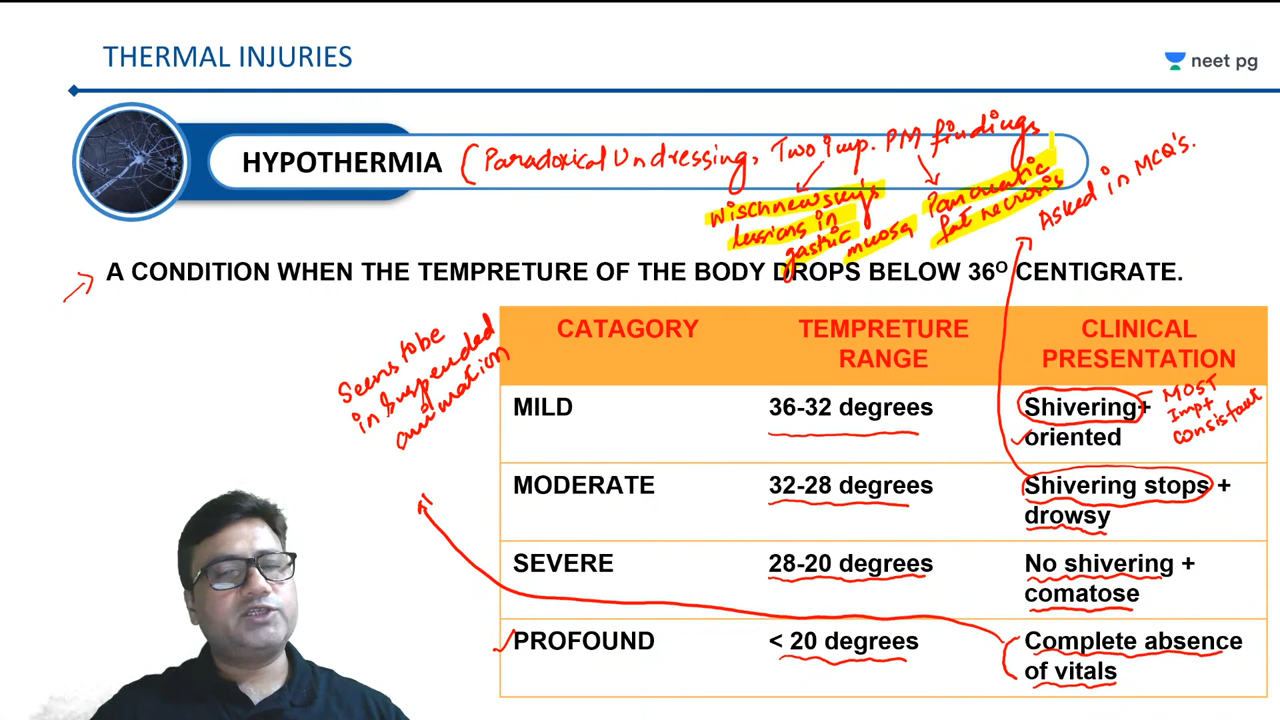 THERMAL INJURIES
neet pg
HYPOTHERMIA (Paradoxical Undressing, Two imp. PM findings
Wischnewsky's
lessions in
gastric mucosa
Pancreatic
fat necrosis
Asked in MCQ's.
A CONDITION WHEN THE TEMPRETURE OF THE BODY DROPS BELOW 36⁰ CENTIGRATE.
Seems to be
in suspended
animation
CATAGORY TEMPRETURE RANGE CLINICAL PRESENTATION
MILD 36-32 degrees Shivering+
oriented
MOST
Impt
consistant
MODERATE 32-28 degrees Shivering stops +
drowsy
SEVERE 28-20 degrees No shivering +
comatose
PROFOUND < 20 degrees Complete absence
of vitals